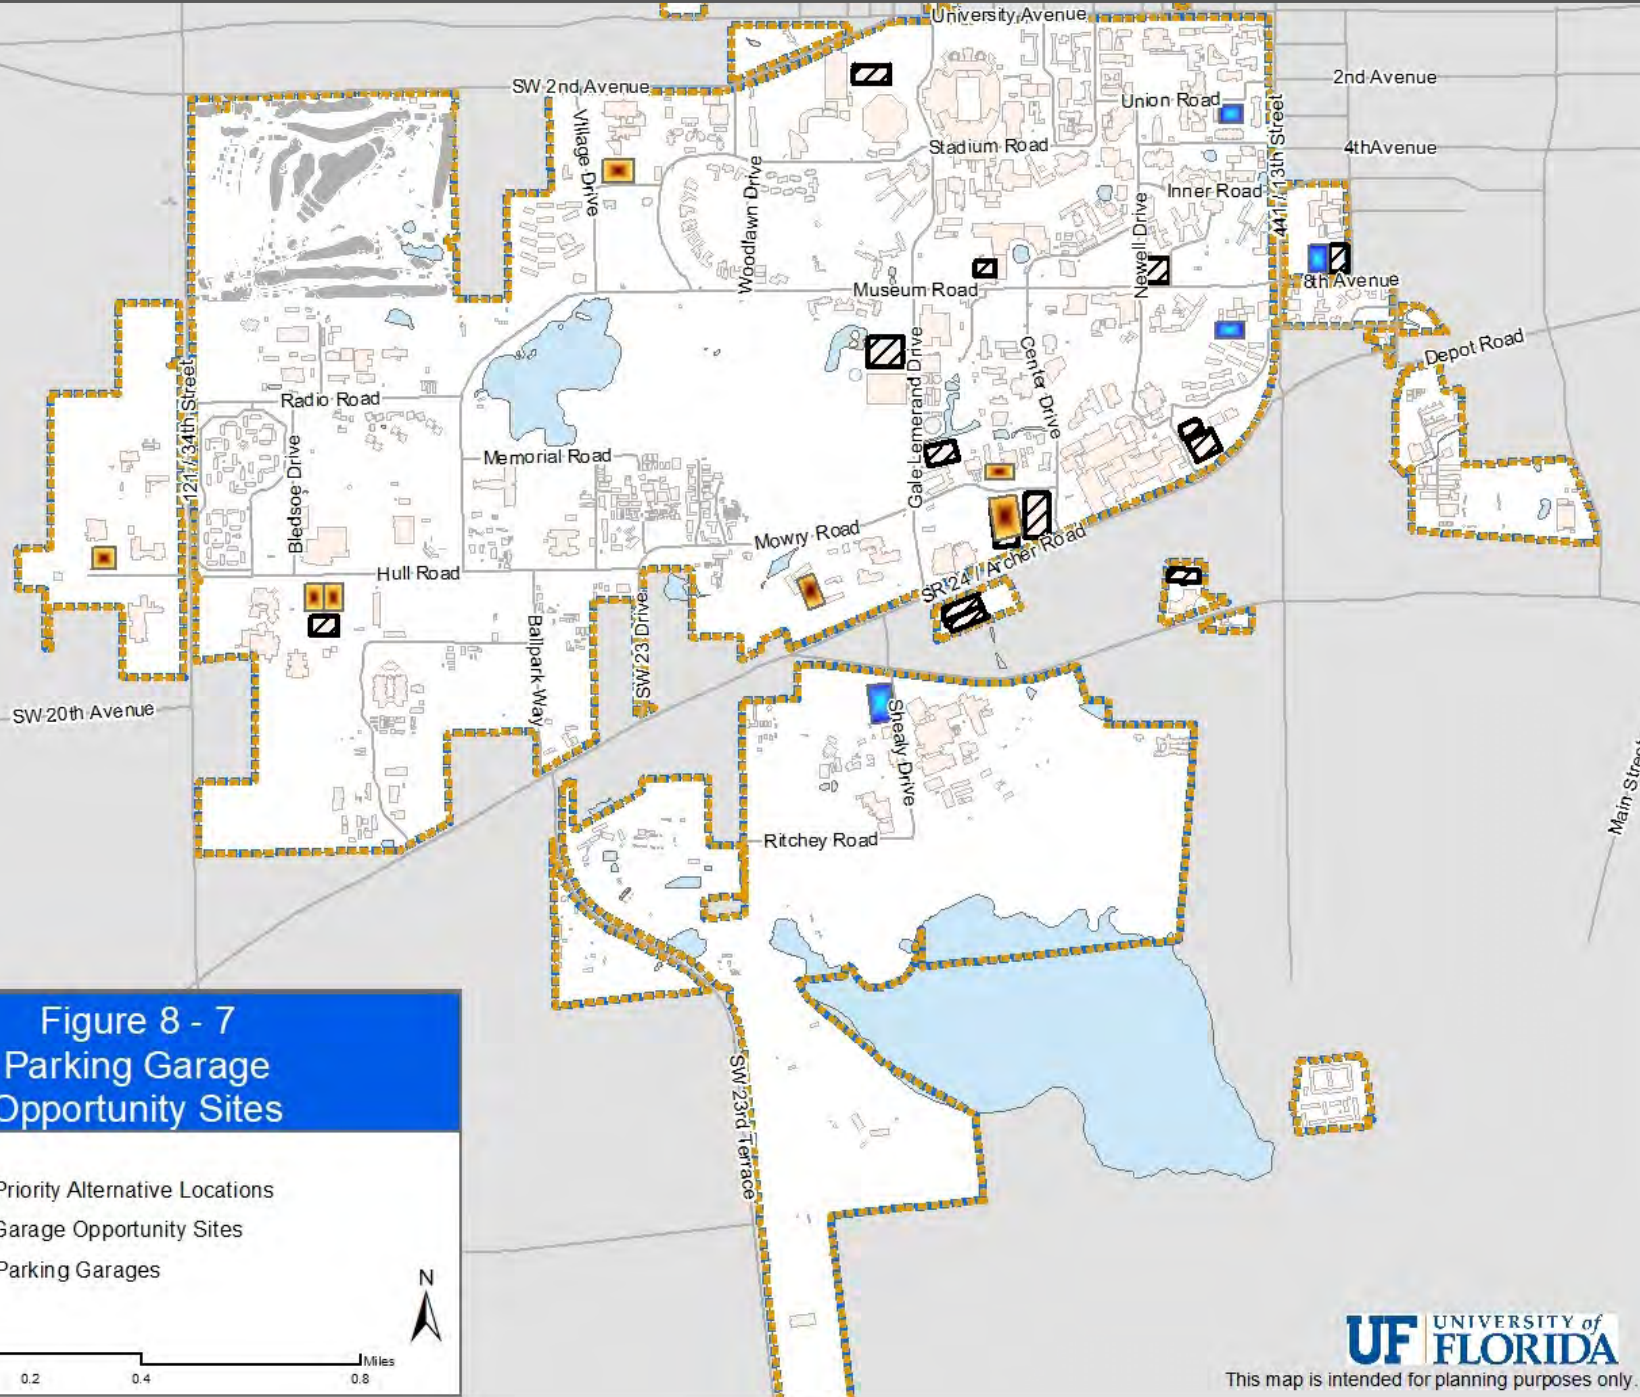 University Avenue
SW 2nd Avenue
2nd Avenue
Union Road
Village Drive
Stadium Road
4thAvenue
441 / 13th Street
Woodlawn Drive
Inner Road
Newell Drive
Museum Road
8th Avenue
Depot Road
Gale Lemerand Drive
Center Drive
121 / 34th Street
Radio Road
Bledsoe Drive
Memorial Road
Mowry Road
Hull Road
SR 24 / Archer Road
Ballpark Way
SW 23 Drive
SW 20th Avenue
Shealy Drive
Main Street
Ritchey Road
SW 23rd Terrace
Figure 8 - 7
Parking Garage
Opportunity Sites
Priority Alternative Locations
Garage Opportunity Sites
Parking Garages
N
Miles
0.2 0.4 0.8
UF UNIVERSITY of
FLORIDA
This map is intended for planning purposes only.